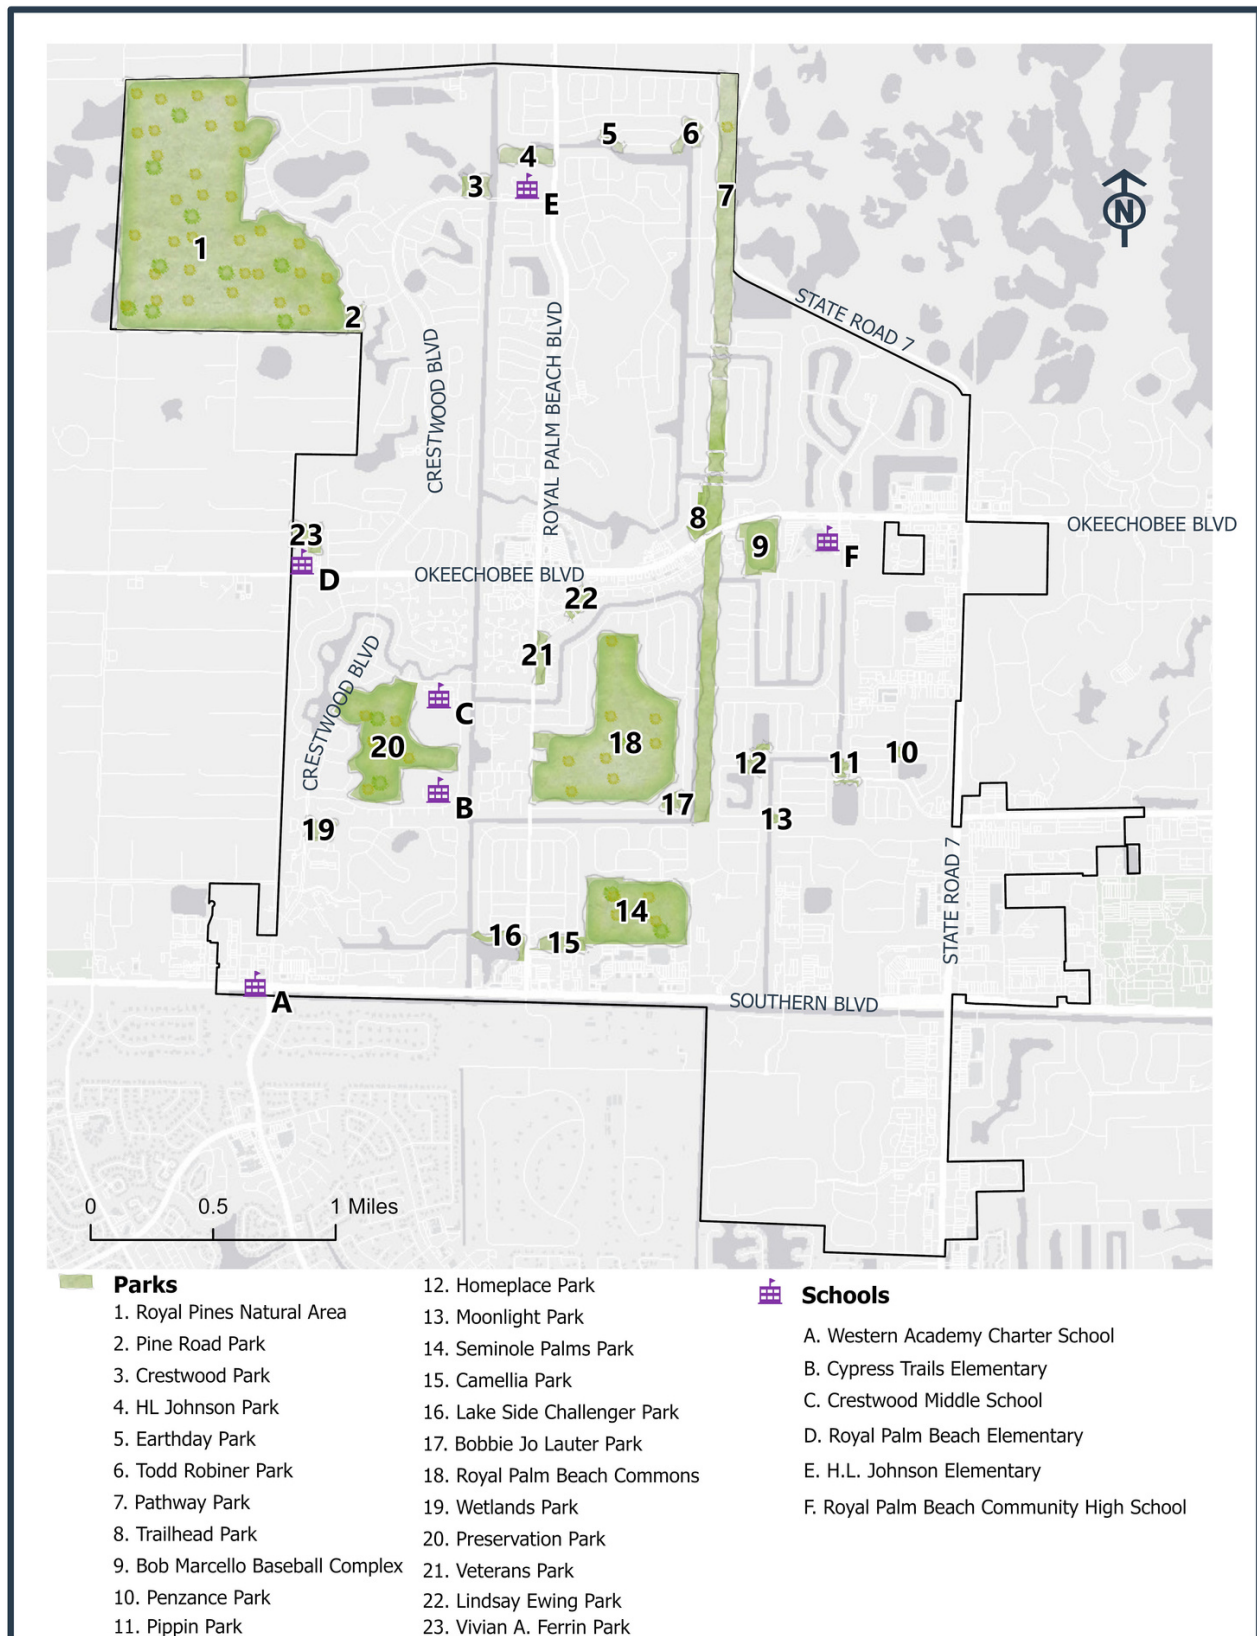 5
6
4
3
E
7
N
1
2
STATE ROAD 7
CRESTWOOD BLVD
ROYAL PALM BEACH BLVD
8
OKEECHOBEE BLVD
23
9
F
D
OKEECHOBEE BLVD
22
21
CRESTWOOD BLVD
C
20
18
12
11
10
B
17
19
13
STATE ROAD 7
14
16
15
A
SOUTHERN BLVD
0 0.5 1 Miles
Parks
1. Royal Pines Natural Area
2. Pine Road Park
3. Crestwood Park
4. HL Johnson Park
5. Earthday Park
6. Todd Robiner Park
7. Pathway Park
8. Trailhead Park
9. Bob Marcello Baseball Complex
10. Penzance Park
11. Pippin Park
12. Homeplace Park
13. Moonlight Park
14. Seminole Palms Park
15. Camellia Park
16. Lake Side Challenger Park
17. Bobbie Jo Lauter Park
18. Royal Palm Beach Commons
19. Wetlands Park
20. Preservation Park
21. Veterans Park
22. Lindsay Ewing Park
23. Vivian A. Ferrin Park
Schools
A. Western Academy Charter School
B. Cypress Trails Elementary
C. Crestwood Middle School
D. Royal Palm Beach Elementary
E. H.L. Johnson Elementary
F. Royal Palm Beach Community High School